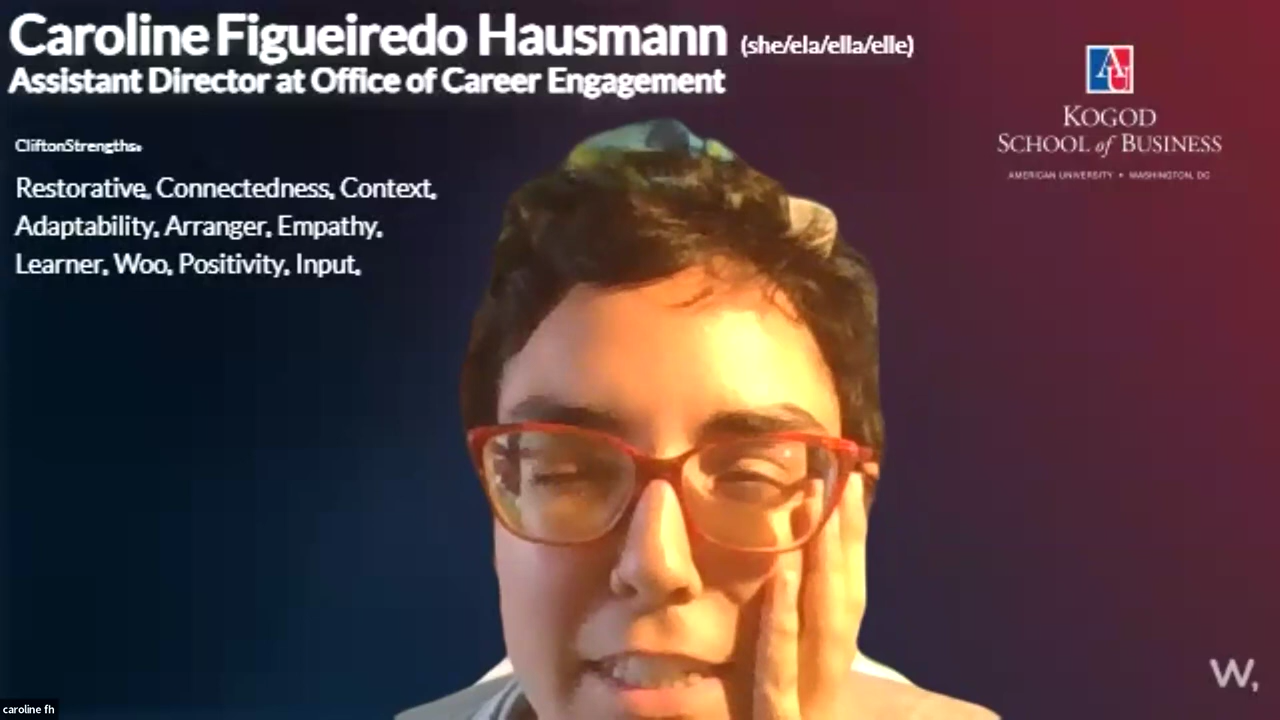 Caroline Figueiredo Hausmann (she/ela/ella/elle)
Assistant Director at Office of Career Engagement
CliftonStrengths®
Restorative, Connectedness, Context,
Adaptability, Arranger, Empathy,
Learner, Woo, Positivity, Input,
AU
KOGOD
SCHOOL of BUSINESS
AMERICAN UNIVERSITY • WASHINGTON, DC
W,
caroline fh